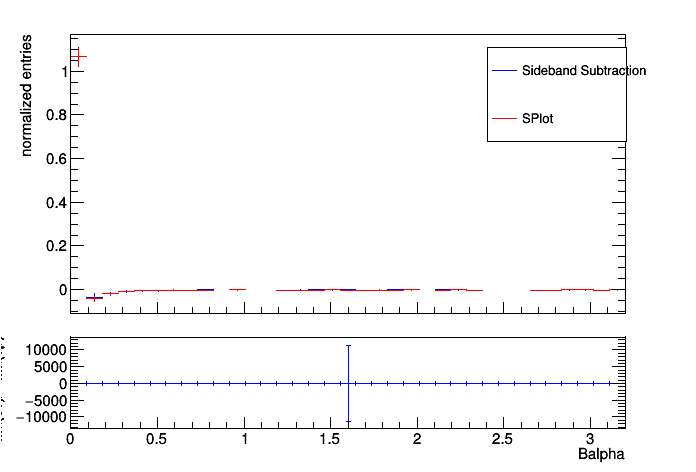 normalized entries
1
0.8
0.6
0.4
0.2
0
Sideband Subtraction
SPlot
10000
5000
0
−5000
−10000
0 0.5 1 1.5 2 2.5 3
Balpha